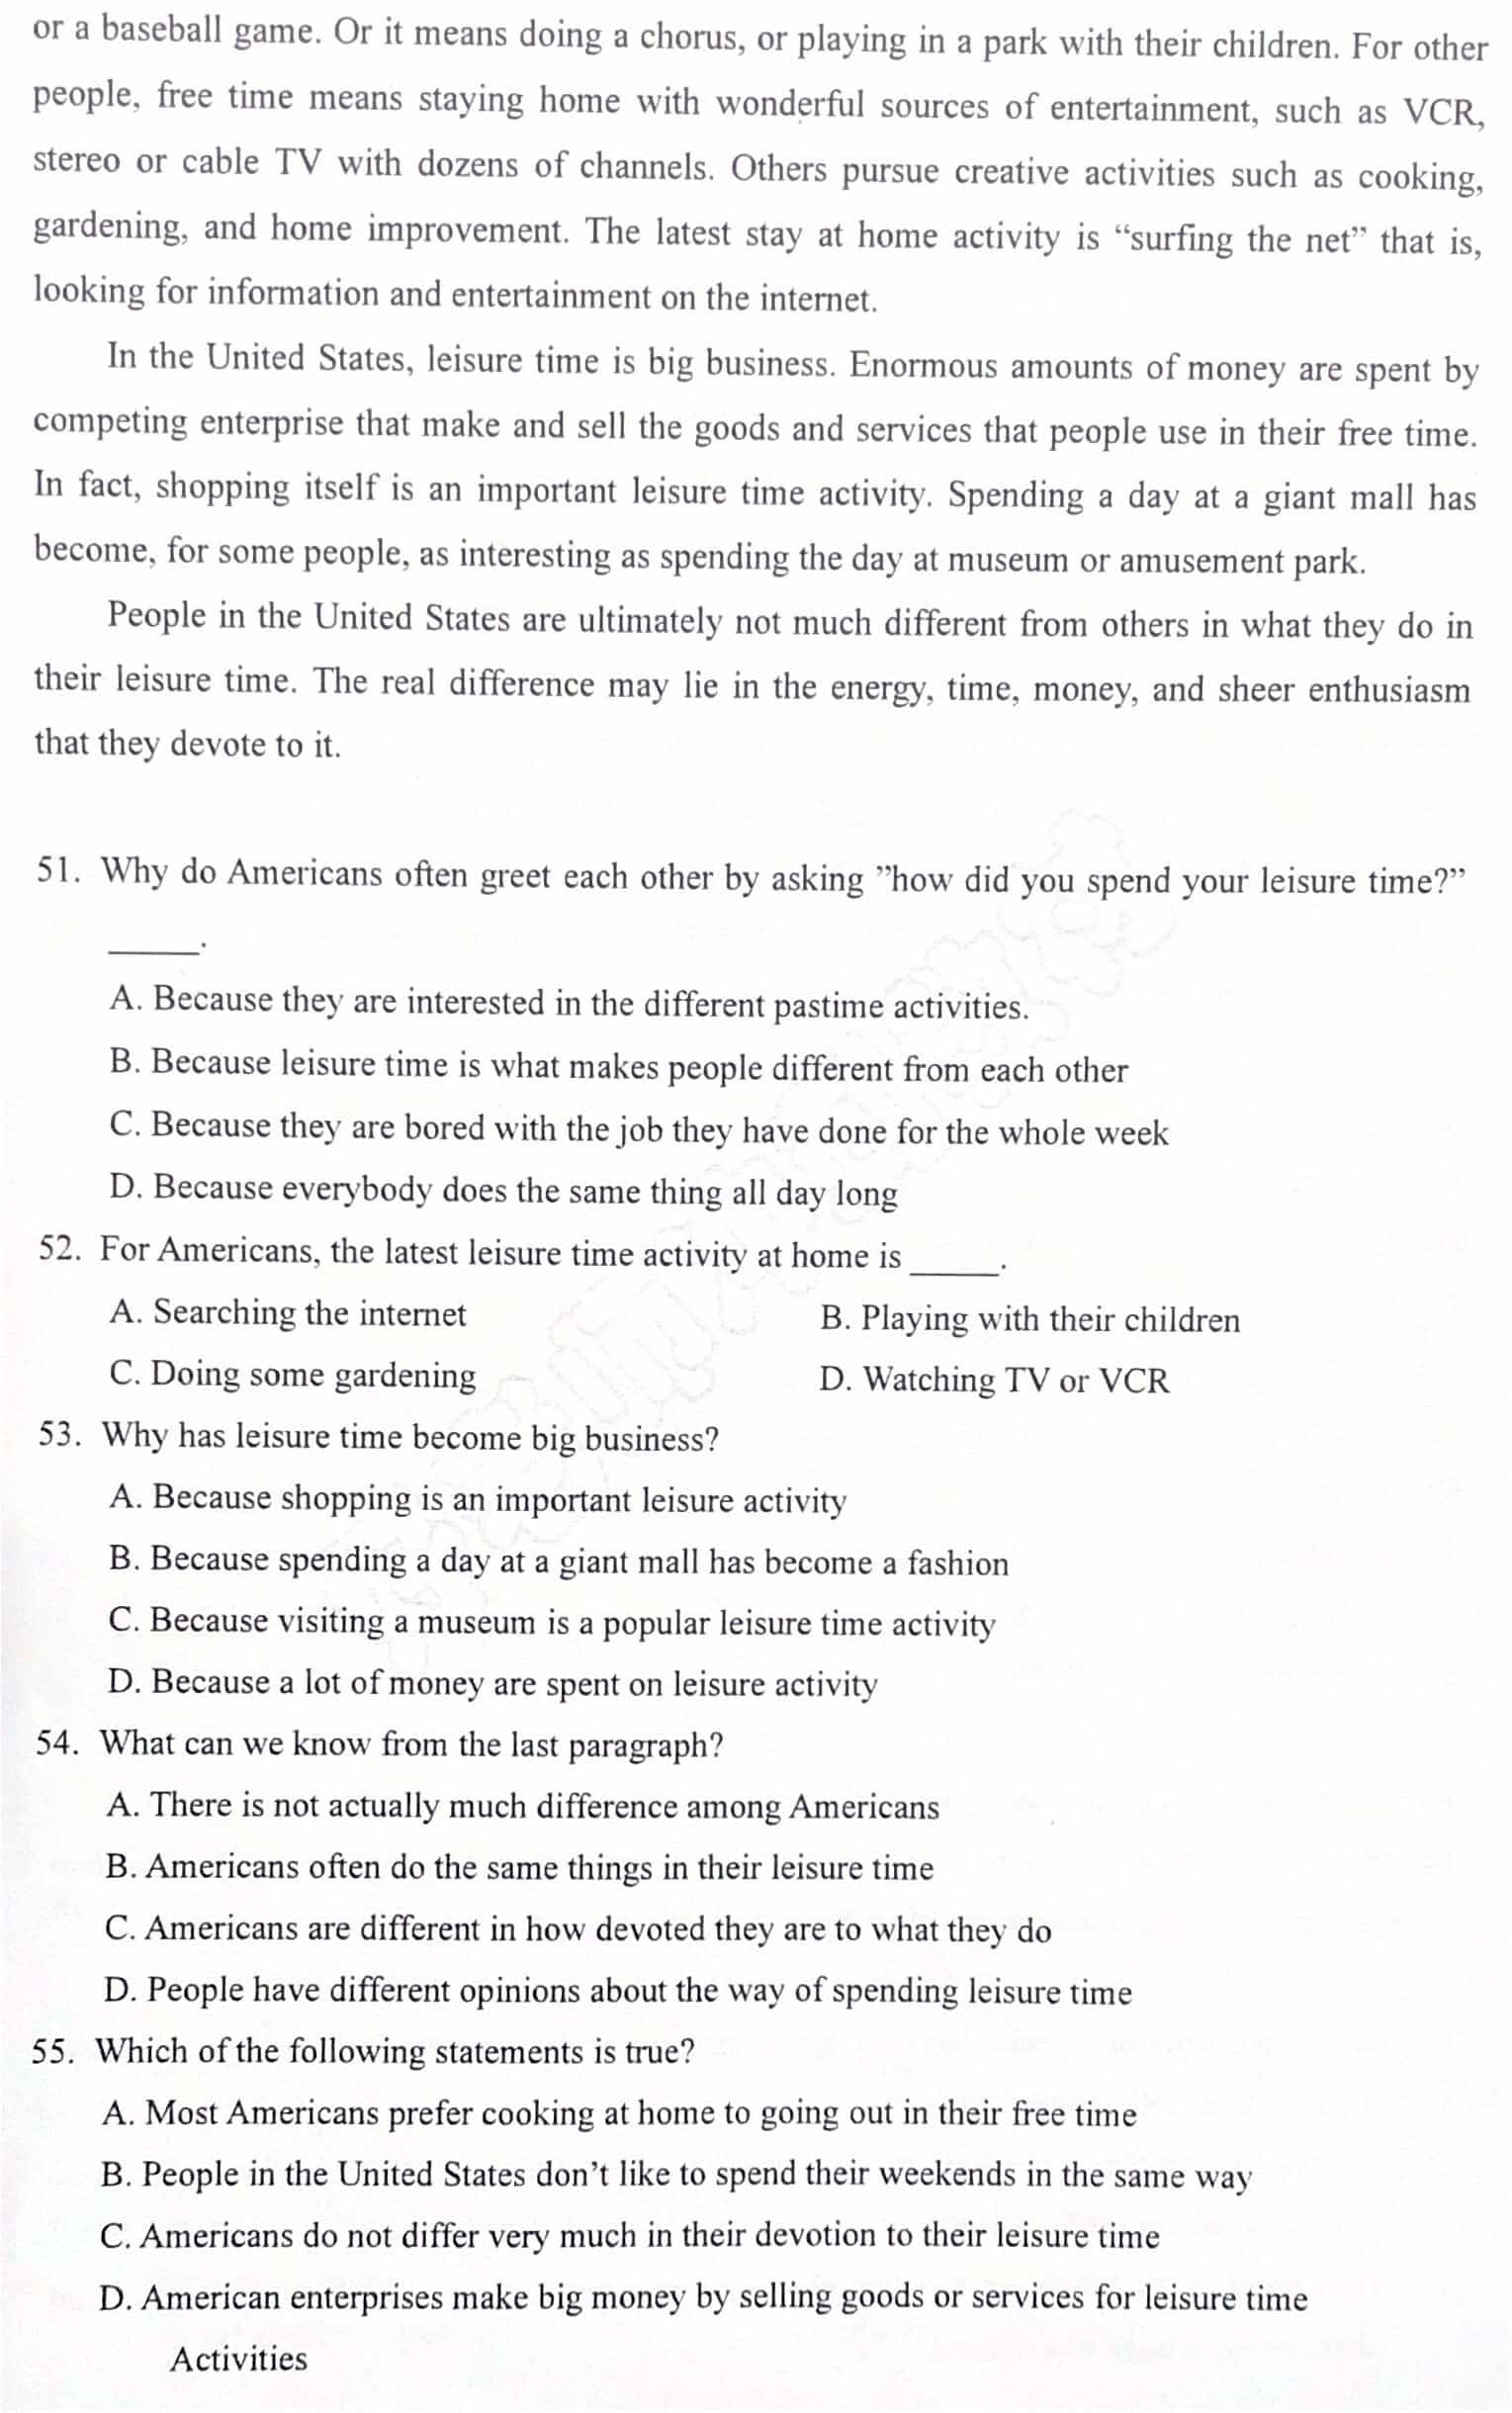 or a baseball game. Or it means doing a chorus, or playing in a park with their children. For other
people, free time means staying home with wonderful sources of entertainment, such as VCR,
stereo or cable TV with dozens of channels. Others pursue creative activities such as cooking,
gardening, and home improvement. The latest stay at home activity is “surfing the net” that is,
looking for information and entertainment on the internet.
In the United States, leisure time is big business. Enormous amounts of money are spent by
competing enterprise that make and sell the goods and services that people use in their free time.
In fact, shopping itself is an important leisure time activity. Spending a day at a giant mall has
become, for some people, as interesting as spending the day at museum or amusement park.
People in the United States are ultimately not much different from others in what they do in
their leisure time. The real difference may lie in the energy, time, money, and sheer enthusiasm
that they devote to it.
51. Why do Americans often greet each other by asking ”how did you spend your leisure time?”
_____.
A. Because they are interested in the different pastime activities.
B. Because leisure time is what makes people different from each other
C. Because they are bored with the job they have done for the whole week
D. Because everybody does the same thing all day long
52. For Americans, the latest leisure time activity at home is _____.
A. Searching the internet B. Playing with their children
C. Doing some gardening D. Watching TV or VCR
53. Why has leisure time become big business?
A. Because shopping is an important leisure activity
B. Because spending a day at a giant mall has become a fashion
C. Because visiting a museum is a popular leisure time activity
D. Because a lot of money are spent on leisure activity
54. What can we know from the last paragraph?
A. There is not actually much difference among Americans
B. Americans often do the same things in their leisure time
C. Americans are different in how devoted they are to what they do
D. People have different opinions about the way of spending leisure time
55. Which of the following statements is true?
A. Most Americans prefer cooking at home to going out in their free time
B. People in the United States don’t like to spend their weekends in the same way
C. Americans do not differ very much in their devotion to their leisure time
D. American enterprises make big money by selling goods or services for leisure time
Activities